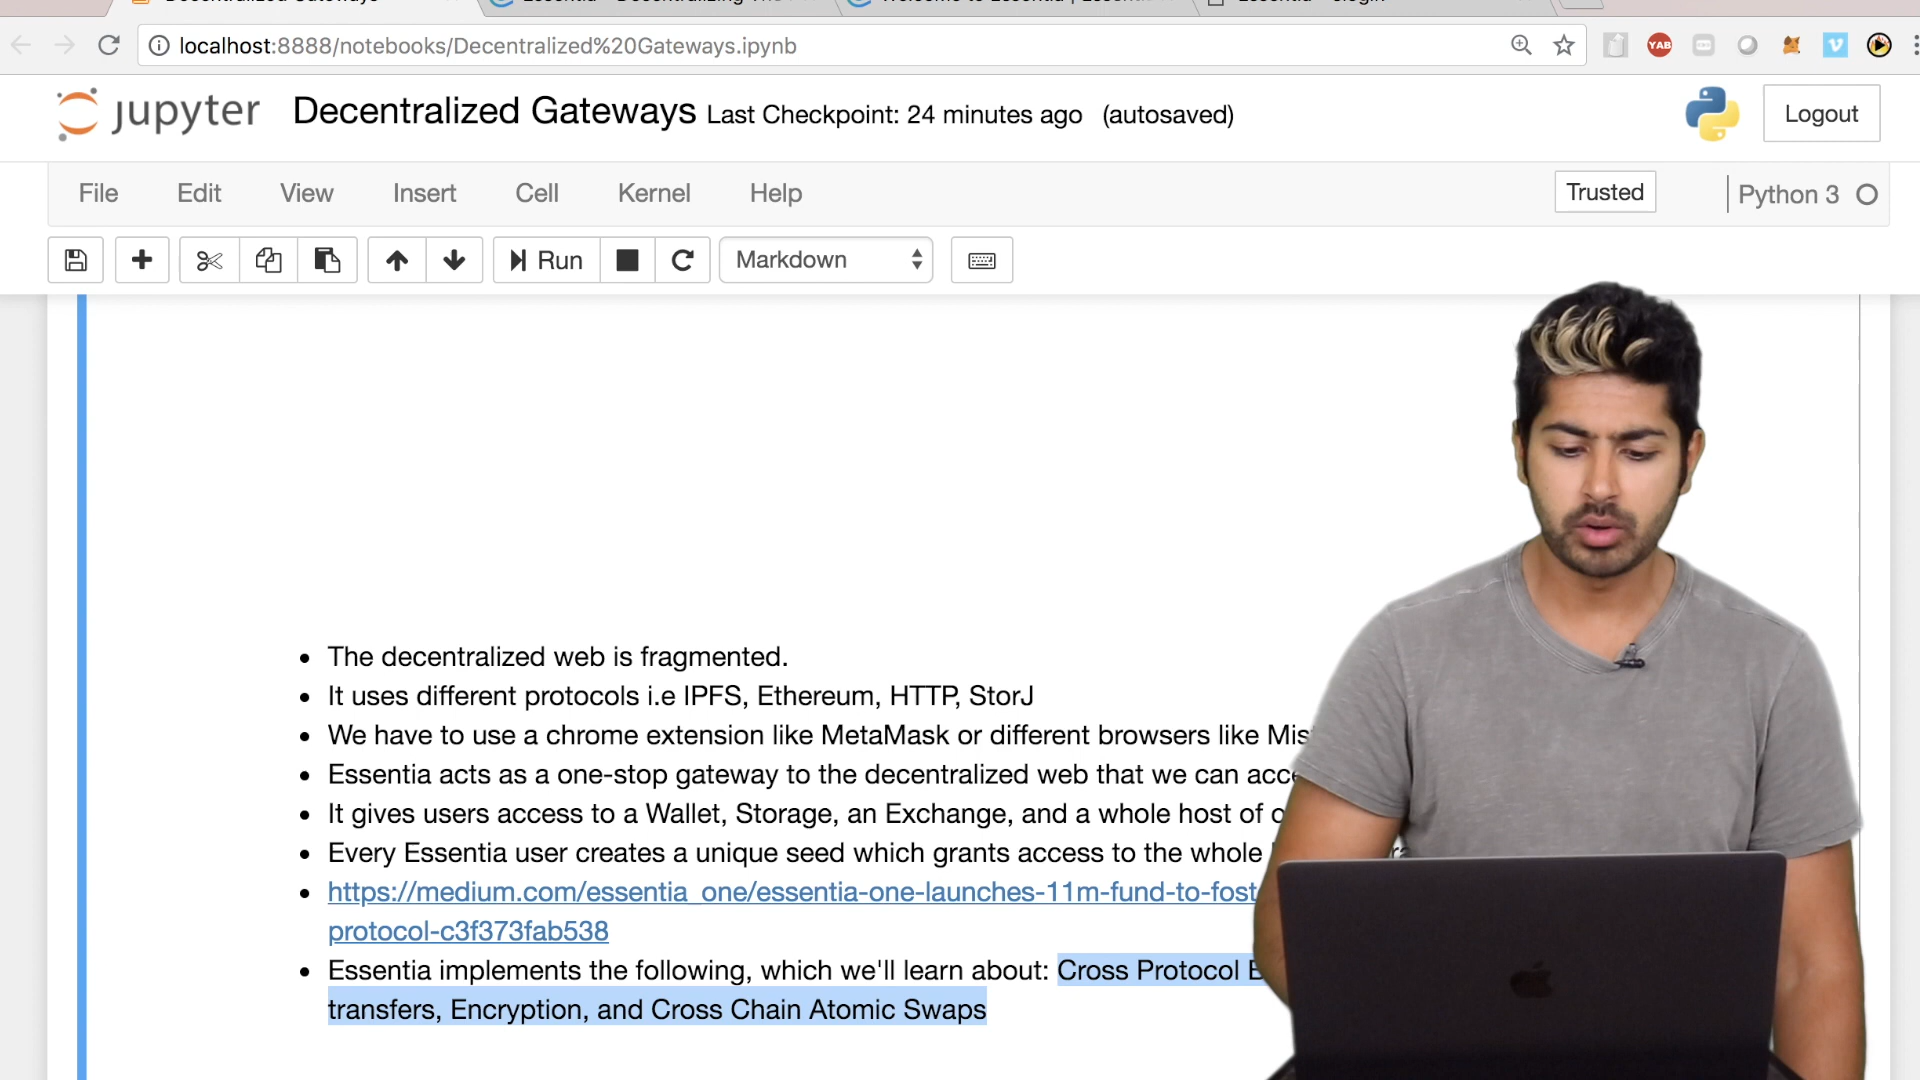 Decentralized Gateways
localhost:8888/notebooks/Decentralized%20Gateways.ipynb
YAB
jupyter Decentralized Gateways Last Checkpoint: 24 minutes ago (autosaved)
Logout
File Edit View Insert Cell Kernel Help
Trusted
Python 3
Run
Markdown
The decentralized web is fragmented.
It uses different protocols i.e IPFS, Ethereum, HTTP, StorJ
We have to use a chrome extension like MetaMask or different browsers like
Essentia acts as a one-stop gateway to the decentralized web that we can
It gives users access to a Wallet, Storage, an Exchange, and a whole host of
Every Essentia user creates a unique seed which grants access to the whole
https://medium.com/essentia_one/essentia-one-launches-11m-fund-to-fost
protocol-c3f373fab538
Essentia implements the following, which we'll learn about: Cross Protocol
transfers, Encryption, and Cross Chain Atomic Swaps